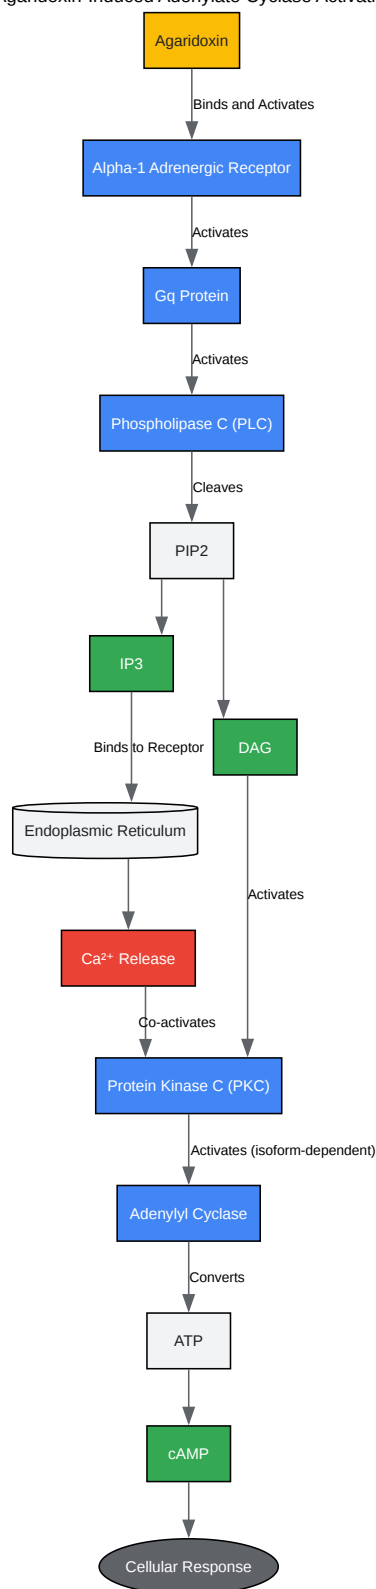 Agaridoxin-Induced Adenylate Cyclase Activati
Agaridoxin
Binds and Activates
Alpha-1 Adrenergic Receptor
Activates
Gq Protein
Activates
Phospholipase C (PLC)
Cleaves
PIP2
IP3
Binds to Receptor
DAG
Endoplasmic Reticulum
Activates
Ca²⁺ Release
Co-activates
Protein Kinase C (PKC)
Activates (isoform-dependent)
Adenylyl Cyclase
Converts
ATP
cAMP
Cellular Response